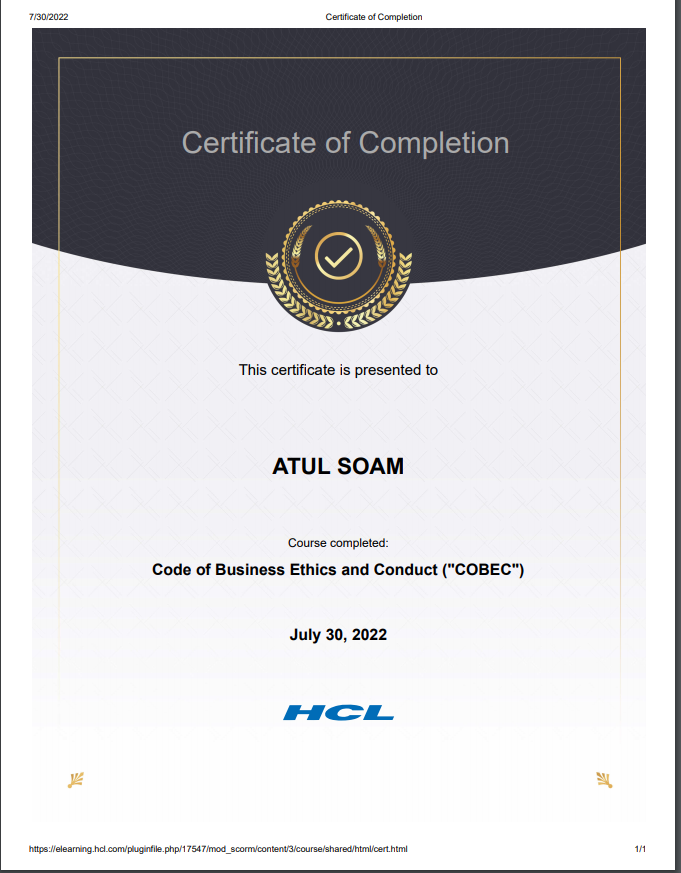 7/30/2022 Certificate of Completion
Certificate of Completion
This certificate is presented to
ATUL SOAM
Course completed:
Code of Business Ethics and Conduct ("COBEC")
July 30, 2022
HCL
https://elearning.hcl.com/pluginfile.php/17547/mod_scorm/content/3/course/shared/html/cert.html 1/1